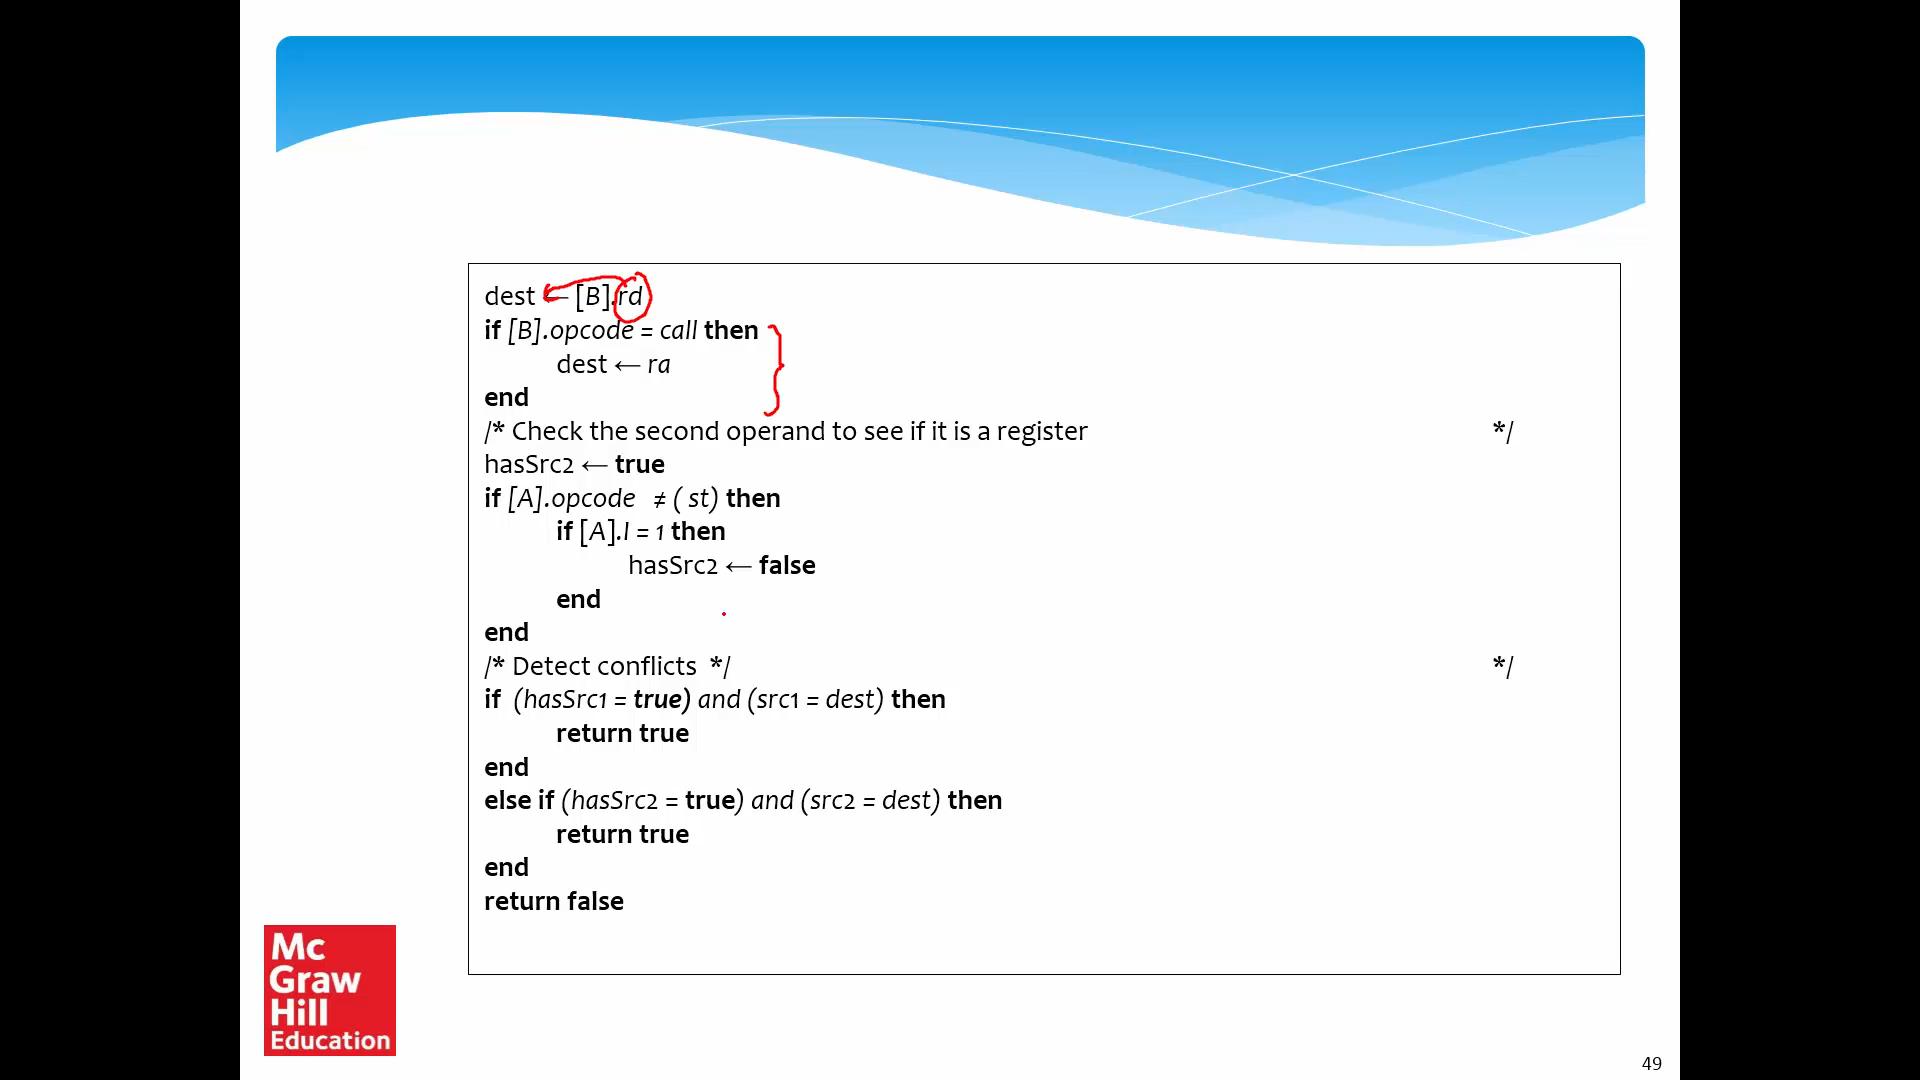 dest ← [B].rd
if [B].opcode = call then
dest ← ra
end
/* Check the second operand to see if it is a register */
hasSrc2 ← true
if [A].opcode ≠ ( st) then
if [A].I = 1 then
hasSrc2 ← false
end
end
/* Detect conflicts */ */
if (hasSrc1 = true) and (src1 = dest) then
return true
end
else if (hasSrc2 = true) and (src2 = dest) then
return true
end
return false
Mc
Graw
Hill
Education
49